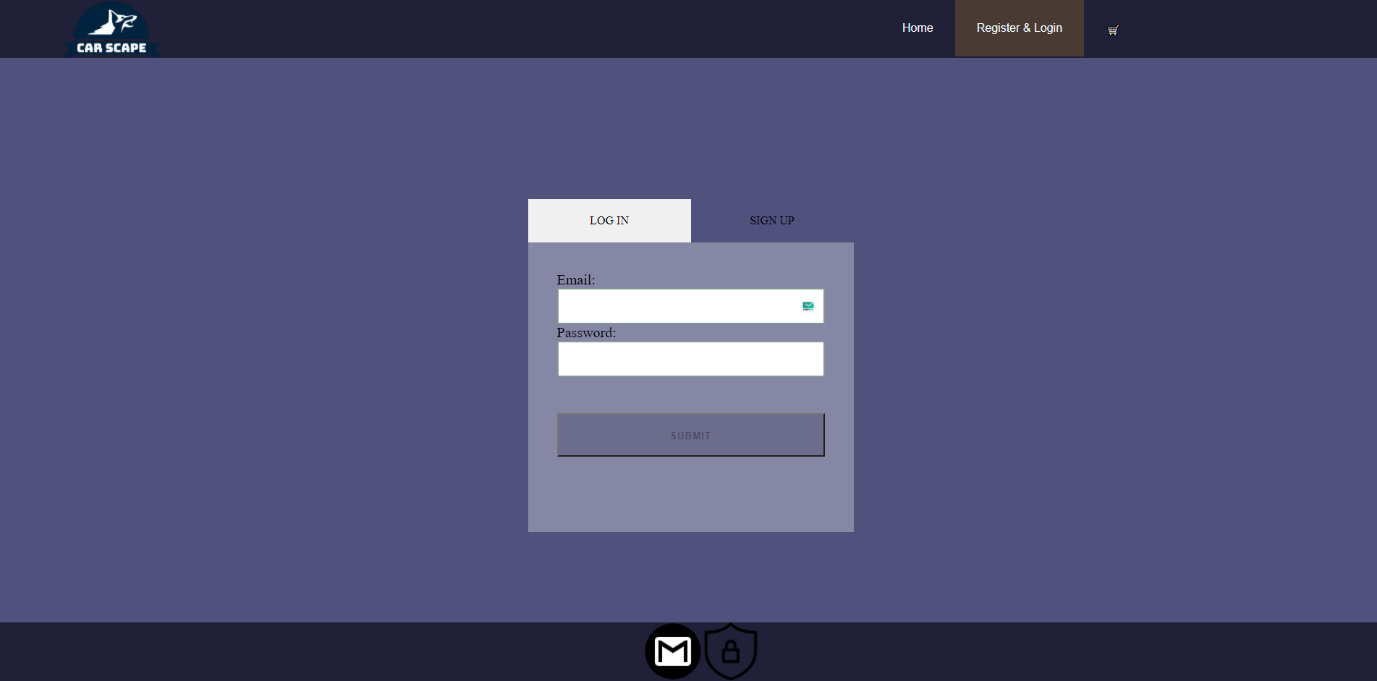 CAR SCAPE
Home
Register & Login
LOG IN
SIGN UP
Email:
Password:
SUBMIT